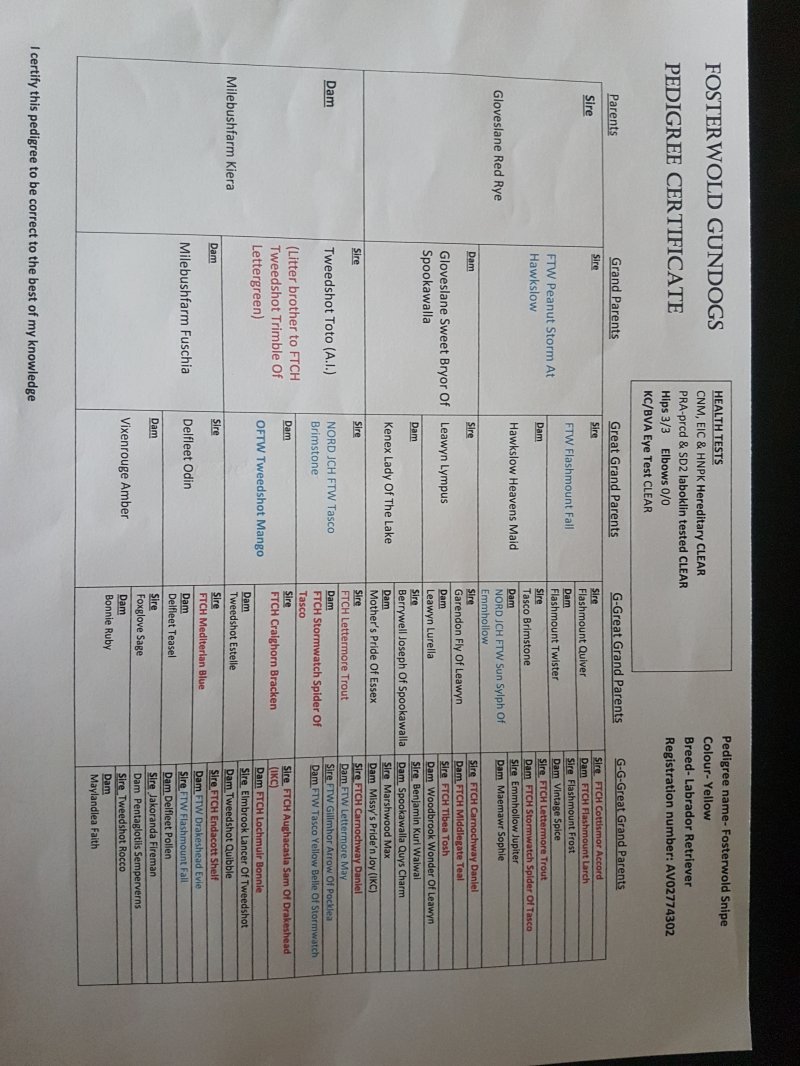 FOSTERWOLD GUNDOGS
PEDIGREE CERTIFICATE
HEALTH TESTS
CNM, EIC & HNPK Hereditary CLEAR
PRA-prcd & SD2 laboklin tested CLEAR
Hips 3/3 Elbows 0/0
KC/BVA Eye Test CLEAR
Pedigree name- Fosterwold Snipe
Colour- Yellow
Breed- Labrador Retriever
Registration number: AV02774302
Parents
Grand Parents
Great Grand Parents
G-Great Grand Parents
G-G-Great Grand Parents
Sire
Gloveslane Red Rye
Dam
Milebushfarm Kiera
Sire
FTW Peanut Storm At
Hawkslow
Dam
Gloveslane Sweet Bryor Of
Spookawalla
Sire
Tweedshot Toto (A.I.)
(Litter brother to FTCH
Tweedshot Trimble Of
Lettergreen)
Dam
Milebushfarm Fuschia
Sire
FTW Flashmount Fall
Dam
Hawkslow Heavens Maid
Sire
Leawyn Lympus
Dam
Kenex Lady Of The Lake
Sire
NORD JCH FTW Tasco
Brimstone
Dam
OFTW Tweedshot Mango
Sire
Delfleet Odin
Dam
Vixenrouge Amber
Sire
Flashmount Quiver
Dam
Flashmount Twister
Sire
Tasco Brimstone
Dam
NORD JCH FTW Sun Sylph Of
Emmhollow
Sire
Garendon Fly Of Leawyn
Dam
Leawyn Lurella
Sire
Berrywell Joseph Of Spookawalla
Dam
Mother's Pride Of Essex
Sire
FTCH Lettermore Trout
Dam
FTCH Stormwatch Spider Of
Tasco
Sire
FTCH Craighorn Bracken
Dam
Tweedshot Estelle
Sire
FTCH Mediterian Blue
Dam
Delfleet Teasel
Sire
Foxglove Sage
Dam
Bonnie Ruby
Sire FTCH Gottsmor Accord
Dam FTCH Flashmount Larch
Sire Flashmount Frost
Dam Vintage Spice
Sire FTCH Lettermore Trout
Dam FTCH Stormwatch Spider Of Tasco
Sire Emmhollow Jupiter
Dam Maemawr Sophie
Sire FTCH Carnochway Daniel
Dam FTCH Middlegate Teal
Sire FTCH Tibea Tosh
Dam Woodbrook Wonder Of Leawyn
Sire Benjamin Kuri Waiwal
Dam Spookawalla Quys Charm
Sire Marshwood Max
Dam Missy's Pride'n Joy (IKC)
Sire FTCH Carnochway Daniel
Dam FTW Lettermore May
Sire FTW Gillmhor Arrow Of Pocklea
Dam FTW Tasco Yellow Belle Of Stormwatch
Sire FTCH Aughacasla Sam Of Drakeshead
(IKC)
Dam FTCH Lochmuir Bonnie
Sire Elmbrook Lancer Of Tweedshot
Dam Tweedshot Quibble
Sire FTCH Endacott Shelf
Dam FTW Drakeshead Evie
Sire FTW Flashmount Fall
Dam Delfleet Pollen
Sire Jakoranda Fireman
Dam Pentaglottis Semperverns
Sire Tweedshot Rocco
Dam
Maylandlea Faith
I certify this pedigree to be correct to the best of my knowledge